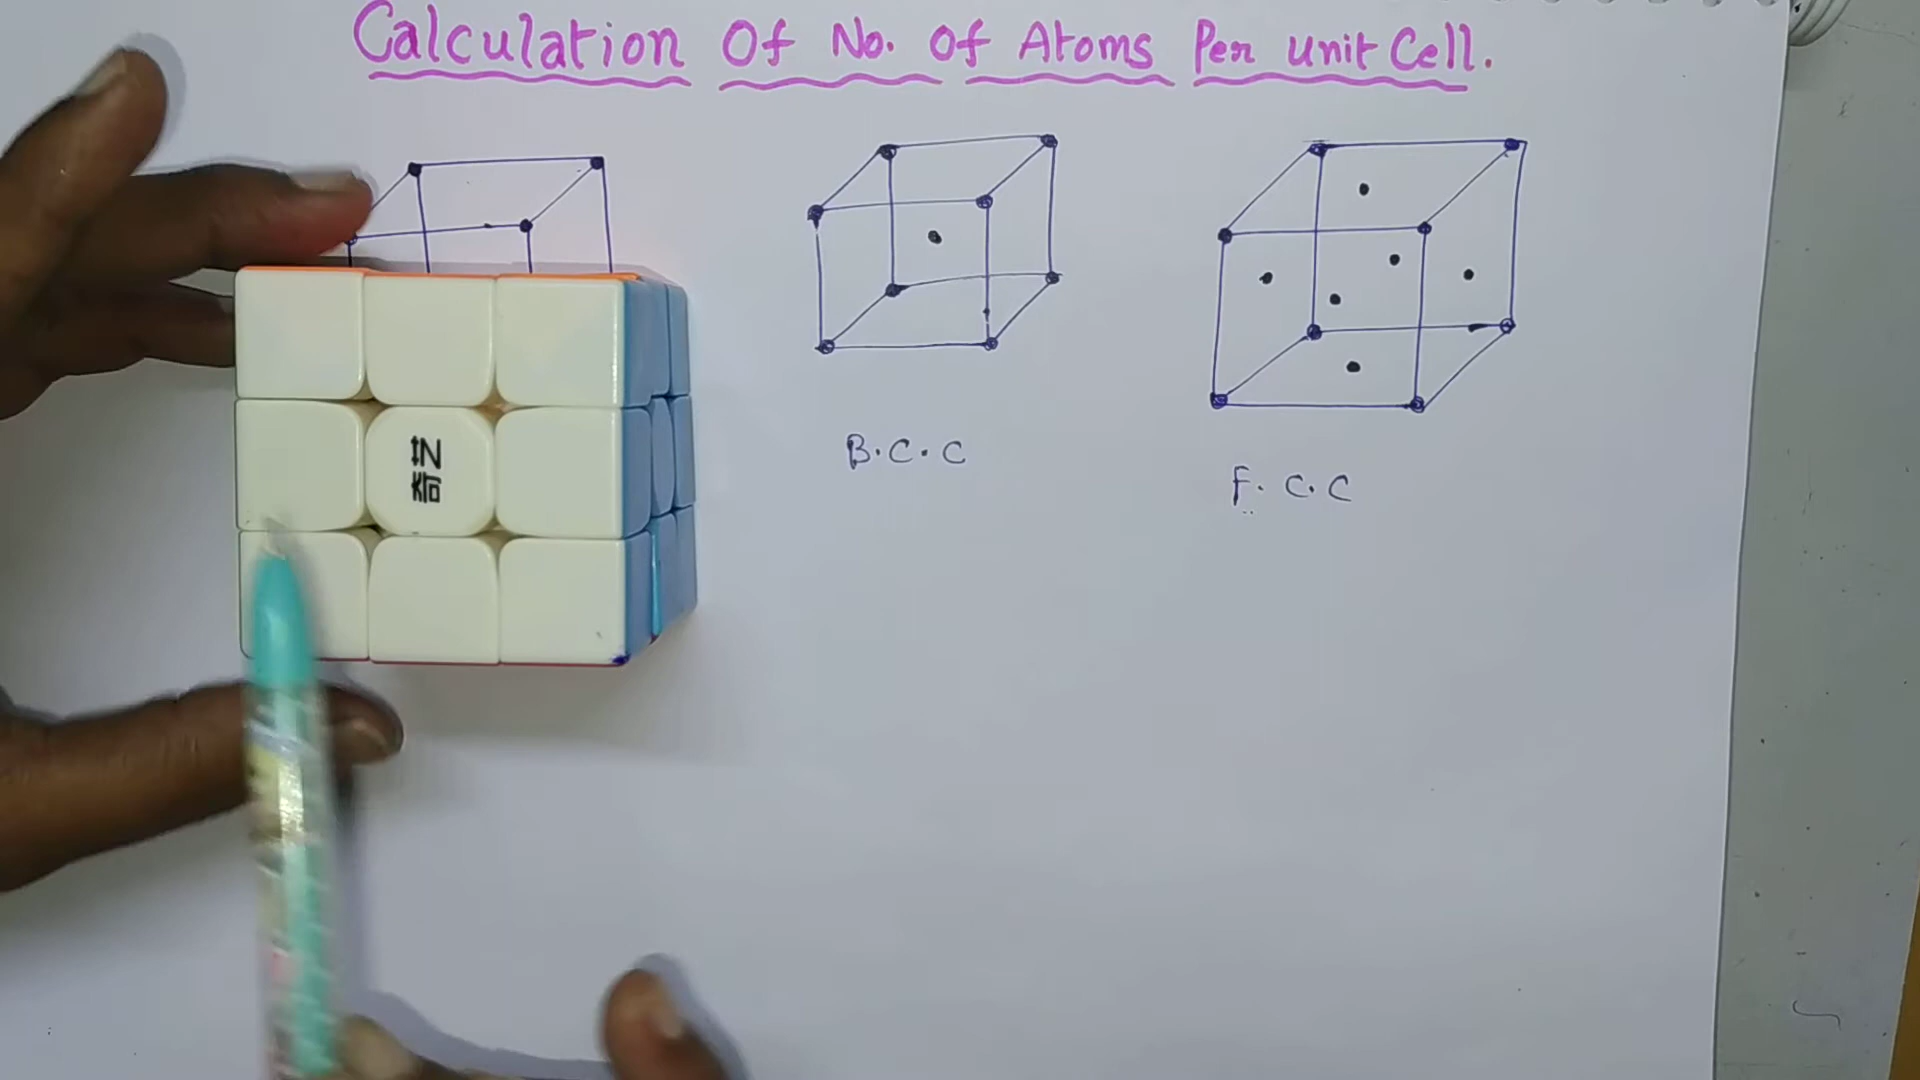 Calculation Of No. Of Atoms Per unit Cell.
B.C.C
F.C.C